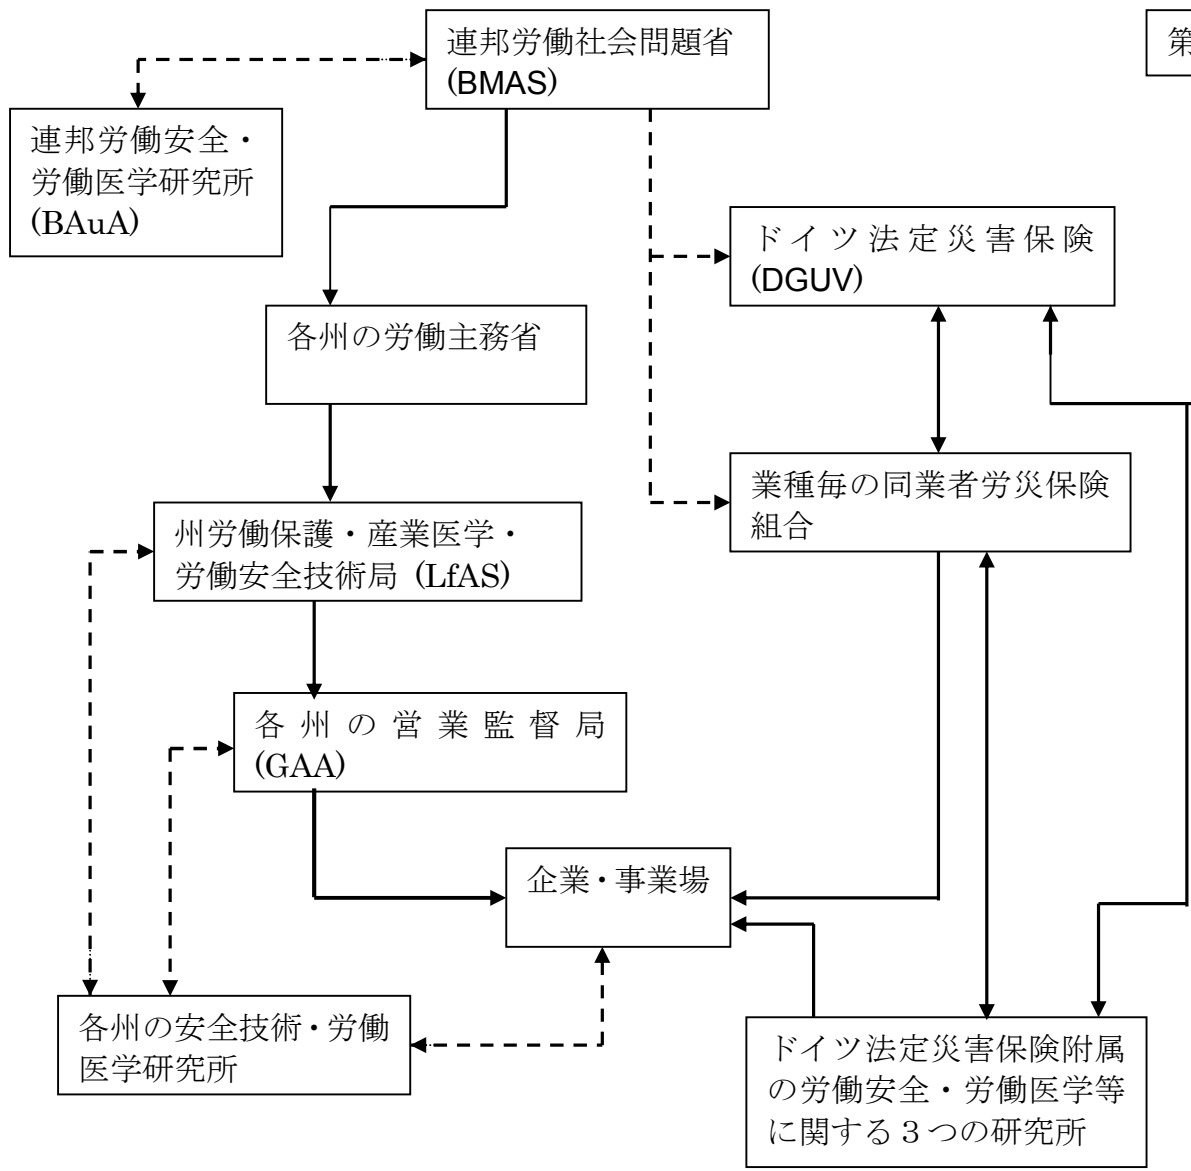 連邦労働社会問題省
(BMAS)
第
連邦労働安全・
労働医学研究所
(BAuA)
ドイツ法定災害保険
(DGUV)
各州の労働主務省
業種毎の同業者労災保険
組合
州労働保護・産業医学・
労働安全技術局 (LfAS)
各州の営業監督局
(GAA)
企業・事業場
各州の安全技術・労働
医学研究所
ドイツ法定災害保険附属
の労働安全・労働医学等
に関する３つの研究所